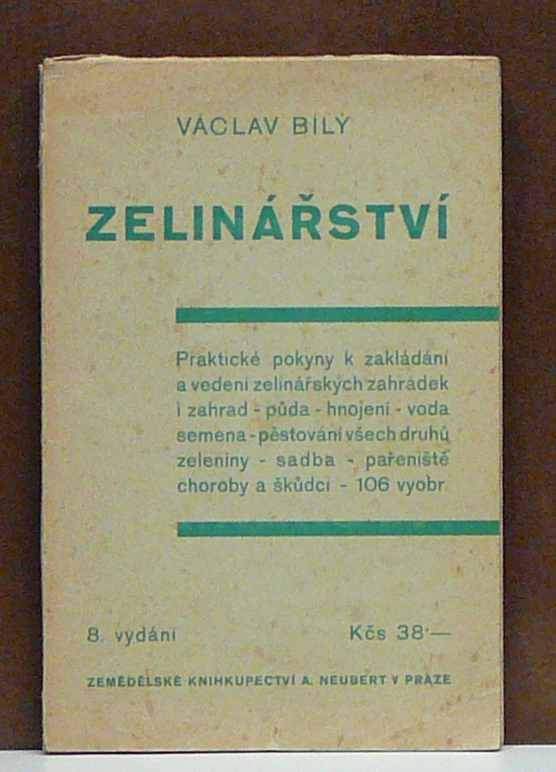 VÁCLAV BÍLÝ
ZELINÁŘSTVÍ
Praktické pokyny k zakládání
a vedení zelinářských zahrádek
i zahrad - půda - hnojení - voda
semena - pěstování všech druhů
zeleniny - sadba - pařeniště
choroby a škůdci - 106 vyobr.
8. vydání
Kčs 38·—
ZEMĚDĚLSKÉ KNIHKUPECTVÍ A. NEUBERT V PRAZE